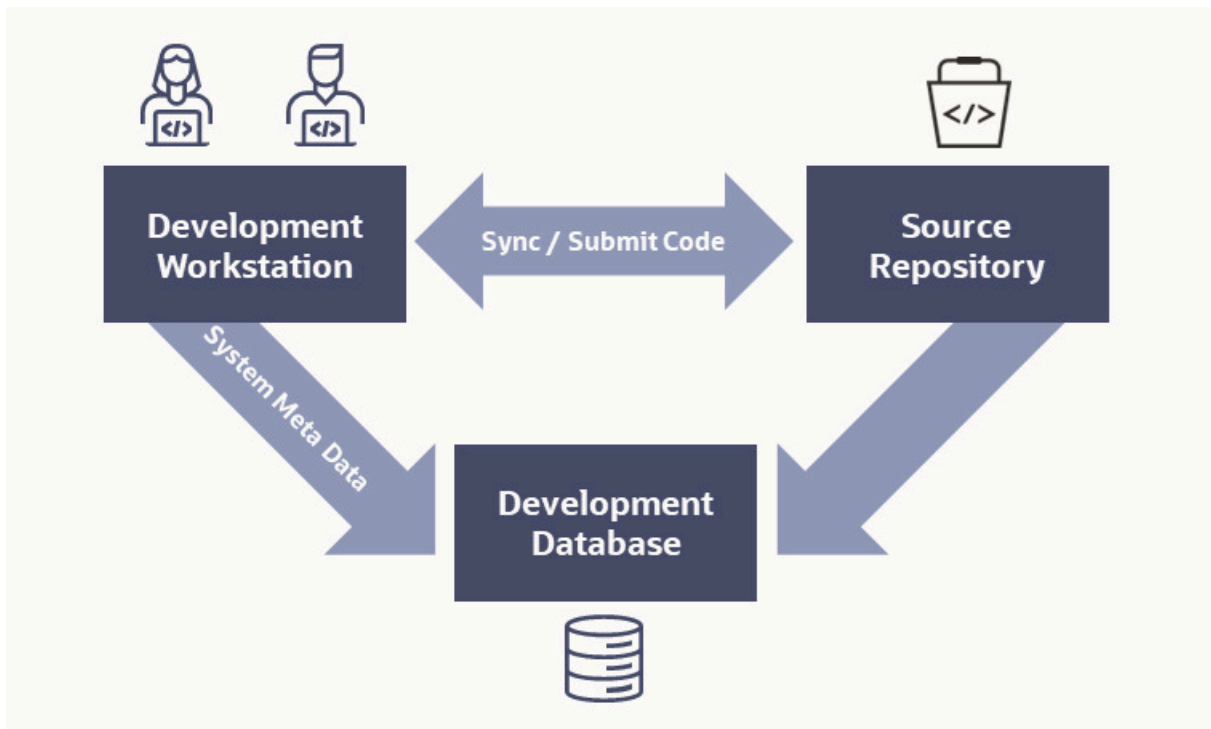 </>
</>
</>
Development
Workstation
Sync / Submit Code
Source
Repository
System Meta Data
Development
Database